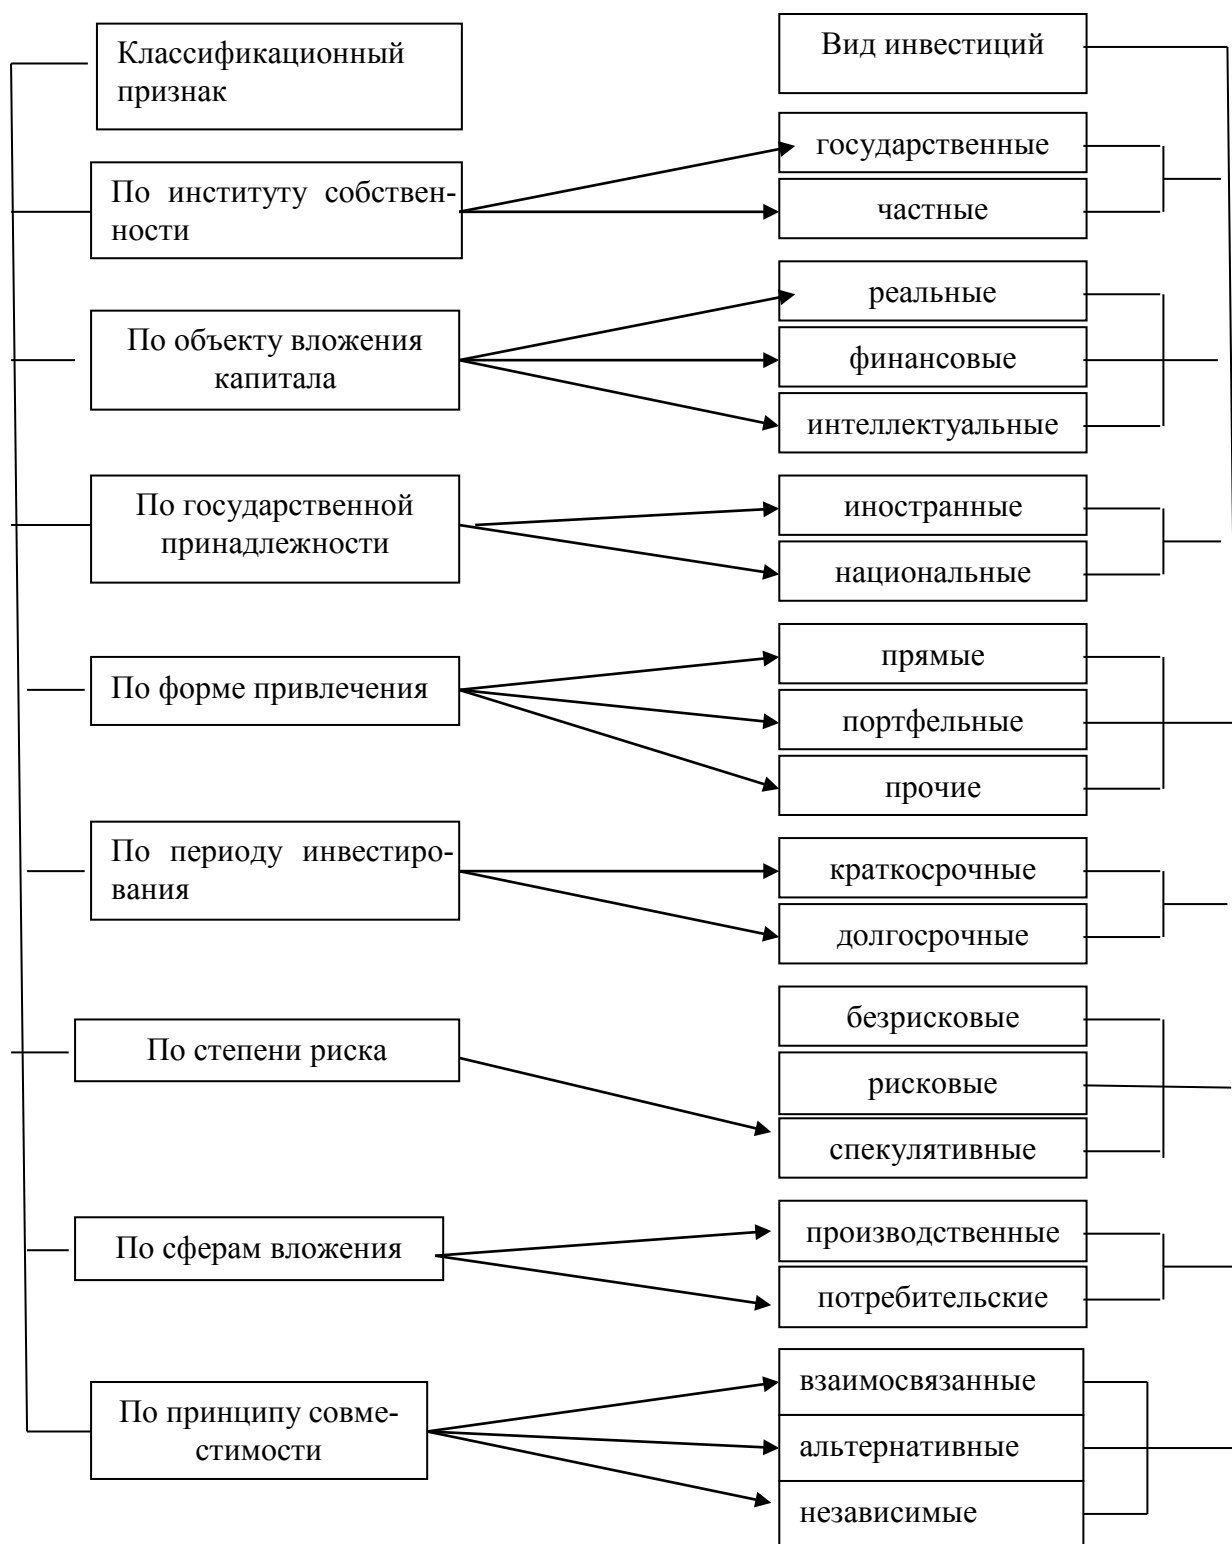 Классификационный
признак
Вид инвестиций
По институту собствен-
ности
государственные
частные
По объекту вложения
капитала
реальные
финансовые
интеллектуальные
По государственной
принадлежности
иностранные
национальные
По форме привлечения
прямые
портфельные
прочие
По периоду инвестиро-
вания
краткосрочные
долгосрочные
По степени риска
безрисковые
рисковые
спекулятивные
По сферам вложения
производственные
потребительские
По принципу совме-
стимости
взаимосвязанные
альтернативные
независимые